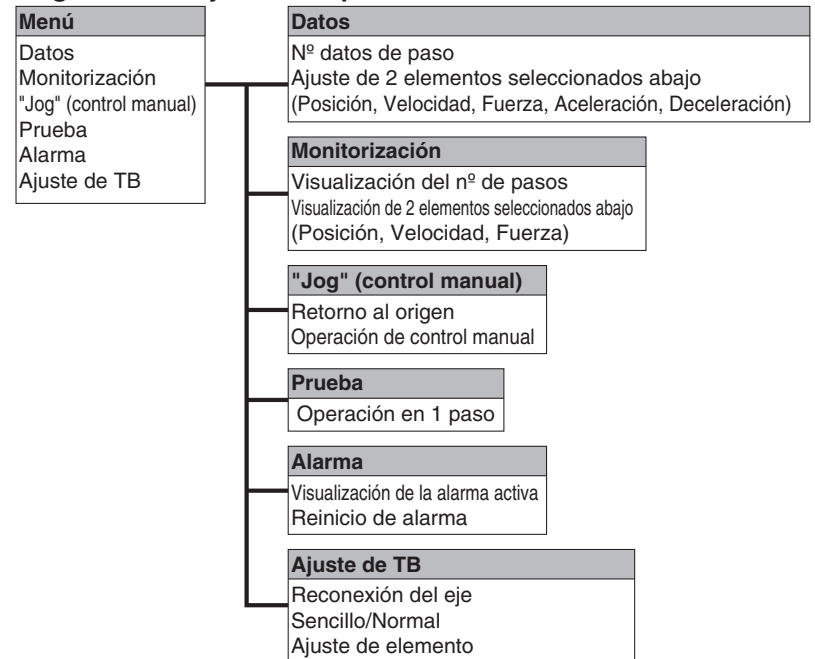 Menú
Datos
Monitorización
"Jog" (control manual)
Prueba
Alarma
Ajuste de TB
Datos
Nº datos de paso
Ajuste de 2 elementos seleccionados abajo
(Posición, Velocidad, Fuerza, Aceleración, Deceleración)
Monitorización
Visualización del nº de pasos
Visualización de 2 elementos seleccionados abajo
(Posición, Velocidad, Fuerza)
"Jog" (control manual)
Retorno al origen
Operación de control manual
Prueba
Operación en 1 paso
Alarma
Visualización de la alarma activa
Reinicio de alarma
Ajuste de TB
Reconexión del eje
Sencillo/Normal
Ajuste de elemento